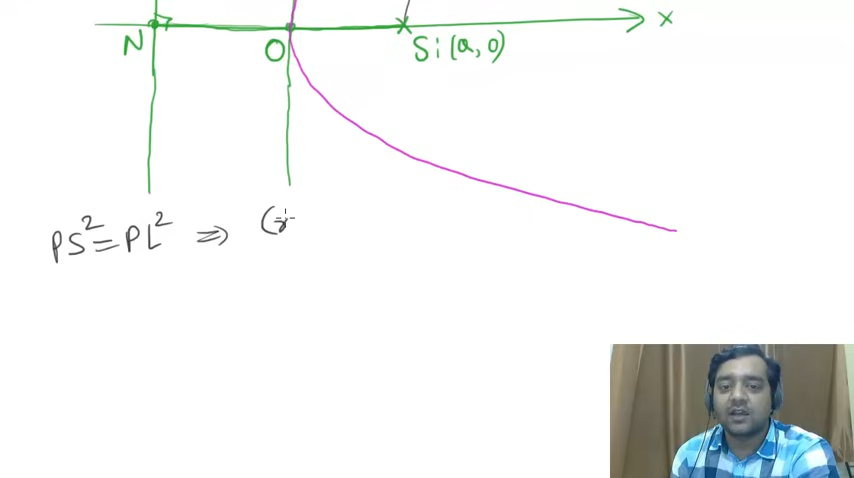 N O S(a, 0) x
PS²=PL² ⇒ (x